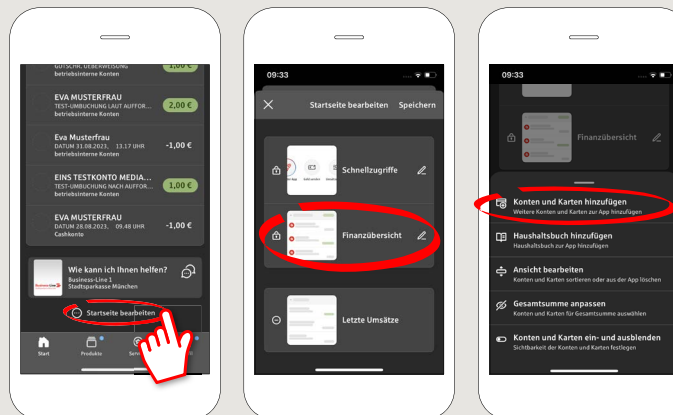 GUTSCHR. UEBERWEISUNG
1,00 €
betriebsinterne Konten
EVA MUSTERFRAU
TEST-UMBUCHUNG LAUT AUFFOR...
2,00 €
betriebsinterne Konten
Eva Musterfrau
DATUM 31.08.2023, 13.17 UHR
-1,00 €
betriebsinterne Konten
EINS TESTKONTO MEDIA...
TEST-UMBUCHUNG NACH AUFFOR...
1,00 €
betriebsinterne Konten
EVA MUSTERFRAU
DATUM 28.08.2023, 09.48 UHR
-1,00 €
Cashkonto
Wie kann ich Ihnen helfen?
Business-Line 1
Stadtsparkasse München
Startseite bearbeiten
Start
Produkte
09:33
Startseite bearbeiten
Speichern
Schnellzugriffe
Finanzübersicht
Letzte Umsätze
09:33
Finanzübersicht
Konten und Karten hinzufügen
Weitere Konten und Karten zur App hinzufügen
Haushaltsbuch hinzufügen
Haushaltsbuch zur App hinzufügen
Ansicht bearbeiten
Konten und Karten sortieren oder aus der App löschen
Gesamtsumme anpassen
Konten und Karten für Gesamtsumme auswählen
Konten und Karten ein- und ausblenden
Sichtbarkeit der Konten und Karten festlegen